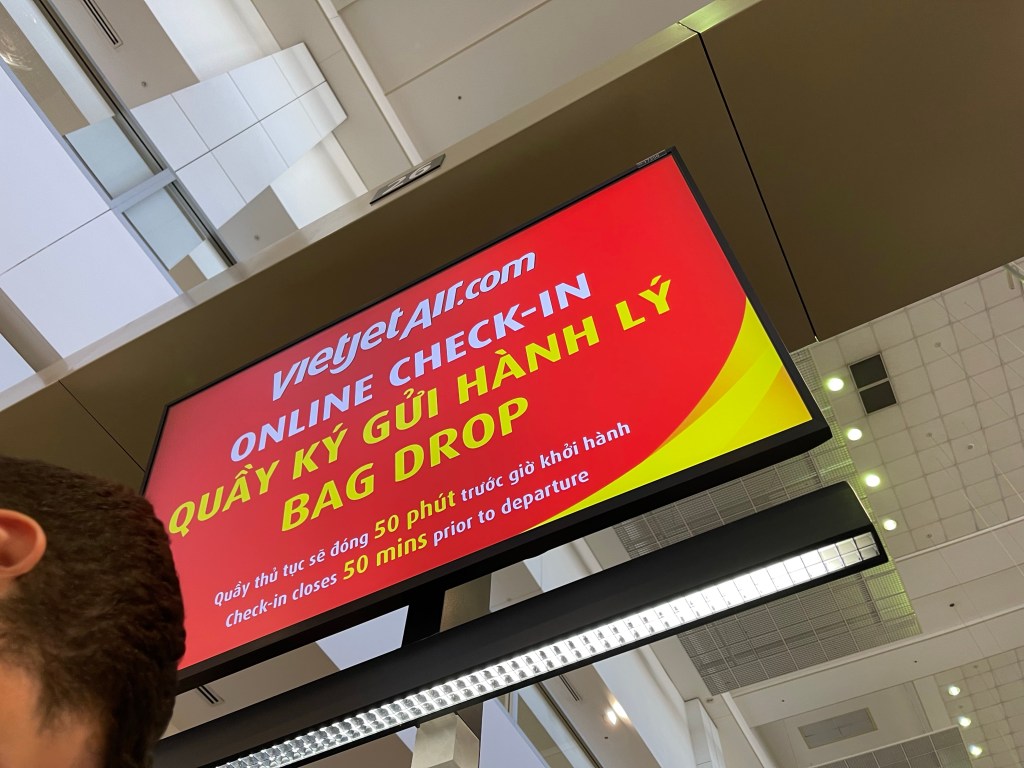 26
vietjetAir.com
ONLINE CHECK-IN
QUẦY KÝ GỬI HÀNH LÝ
BAG DROP
Quầy thủ tục sẽ đóng 50 phút trước giờ khởi hành
Check-in closes 50 mins prior to departure